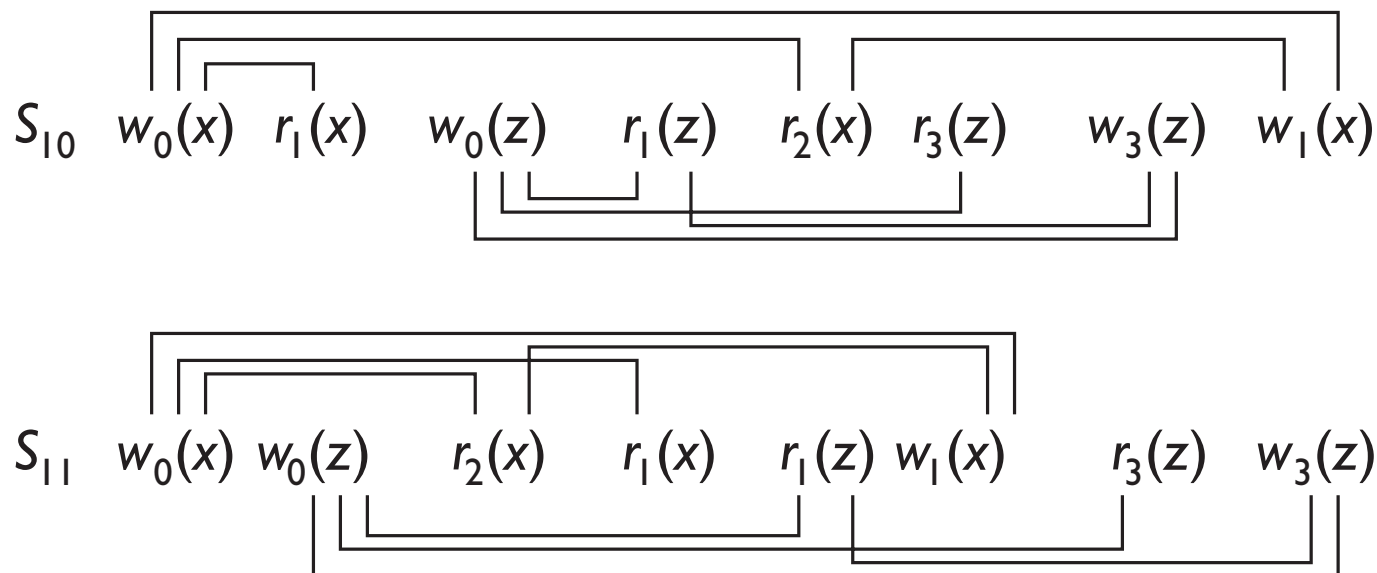 S₁₀ w₀(x) r₁(x) w₀(z) r₁(z) r₂(x) r₃(z) w₃(z) w₁(x)
S₁₁ w₀(x) w₀(z) r₂(x) r₁(x) r₁(z) w₁(x) r₃(z) w₃(z)